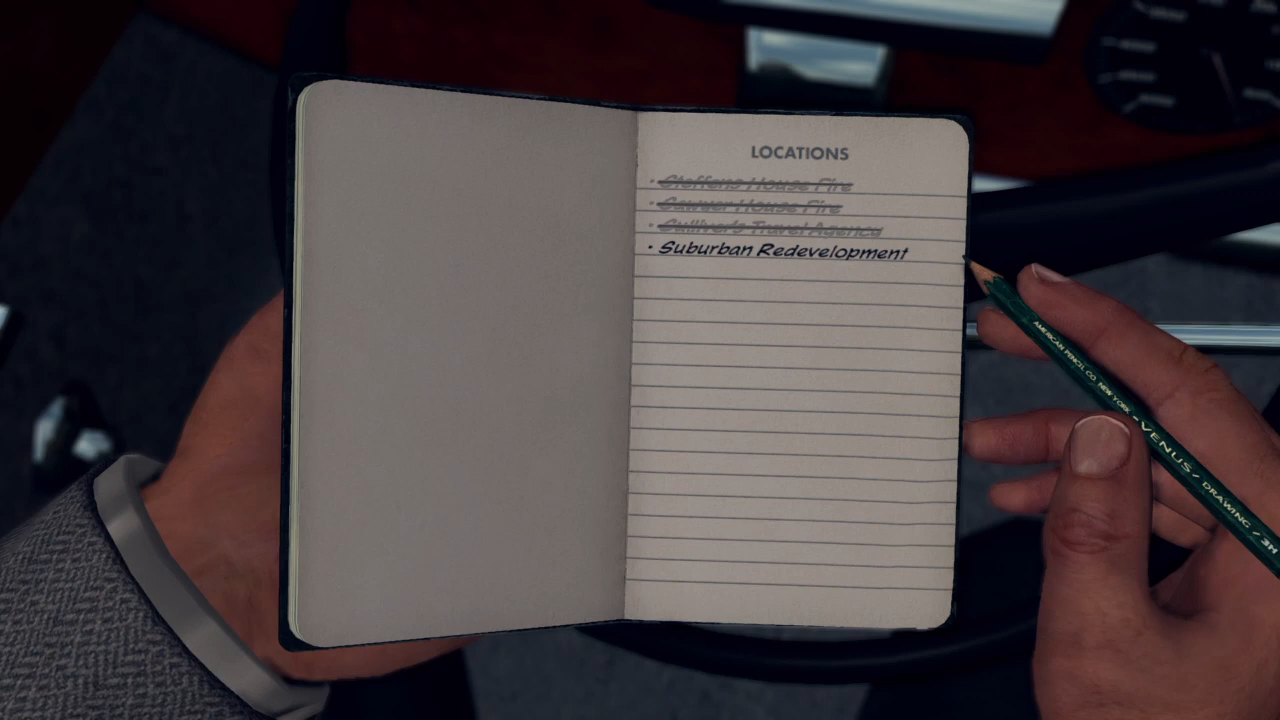 LOCATIONS
· Steffens House Fire
· Sawyer House Fire
· Gulliver's Travel Agency
· Suburban Redevelopment
AMERICAN PENCIL CO. NEW YORK - VENUS / DRAWING / 3H